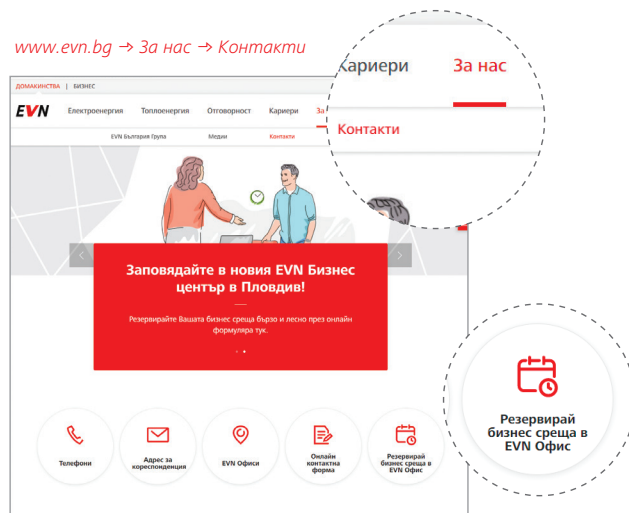 www.evn.bg → За нас → Контакти
ДОМАКИНСТВА | БИЗНЕС
EVN Електроенергия Топлоенергия Отговорност Кариери За
EVN България Група Медии Контакти
Кариери За нас
Контакти
Заповядайте в новия EVN Бизнес
център в Пловдив!
Резервирайте Вашата бизнес среща бързо и лесно през онлайн
формуляра тук.
Телефони
Адрес за
кореспонденция
EVN Офиси
Онлайн
контактна
форма
Резервирай
бизнес среща в
EVN Офис
Резервирай
бизнес среща в
EVN Офис